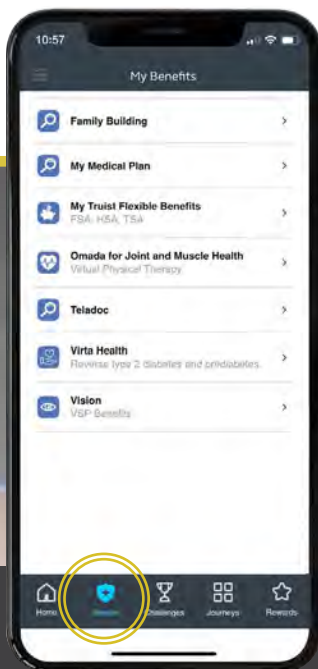 10:57
My Benefits
Family Building
My Medical Plan
My Truist Flexible Benefits
FSA, HSA, TSA
Omada for Joint and Muscle Health
Virtual Physical Therapy
Teladoc
Virta Health
Reverse type 2 diabetes and prediabetes
Vision
VSP Benefits
Home
Challenges
Journeys
Rewards